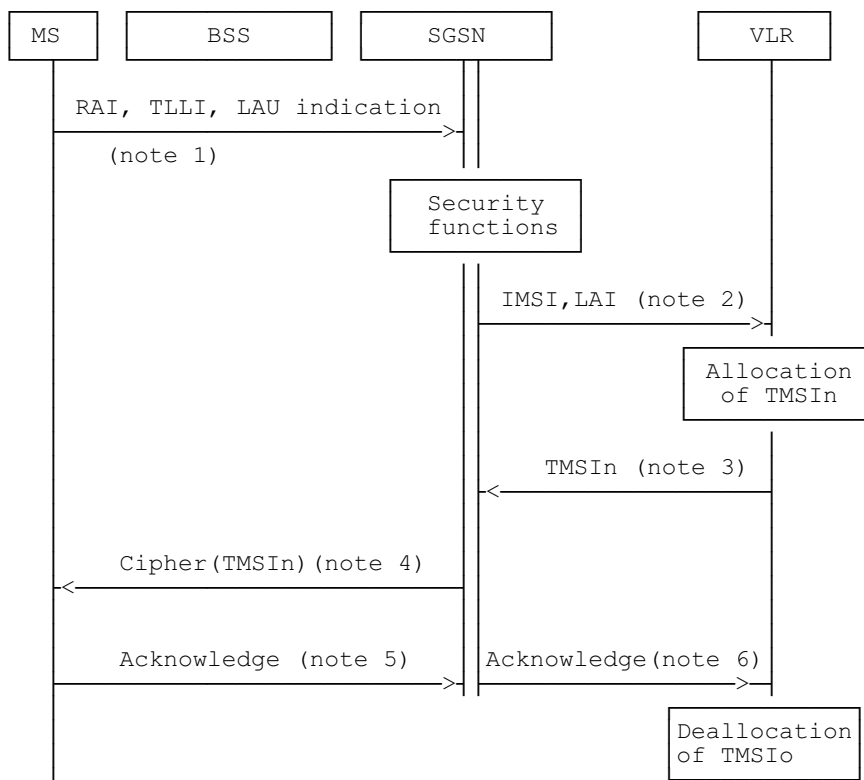 MS BSS SGSN VLR
RAI, TLLI, LAU indication
(note 1)
Security
functions
IMSI,LAI (note 2)
Allocation
of TMSIn
TMSIn (note 3)
Cipher(TMSIn)(note 4)
Acknowledge (note 5) Acknowledge(note 6)
Deallocation
of TMSIo